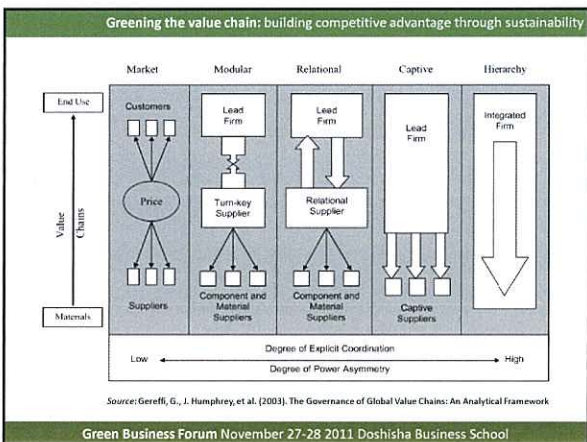 Greening the value chain: building competitive advantage through sustainability
Market
Modular
Relational
Captive
Hierarchy
End Use
Value
Chains
Materials
Customers
Price
Suppliers
Lead
Firm
Turn-key
Supplier
Component and
Material
Suppliers
Lead
Firm
Relational
Supplier
Component and
Material
Suppliers
Lead
Firm
Captive
Suppliers
Integrated
Firm
Degree of Explicit Coordination
Low
High
Degree of Power Asymmetry
Source: Gereffi, G., J. Humphrey, et al. (2003). The Governance of Global Value Chains: An Analytical Framework
Green Business Forum November 27-28 2011 Doshisha Business School